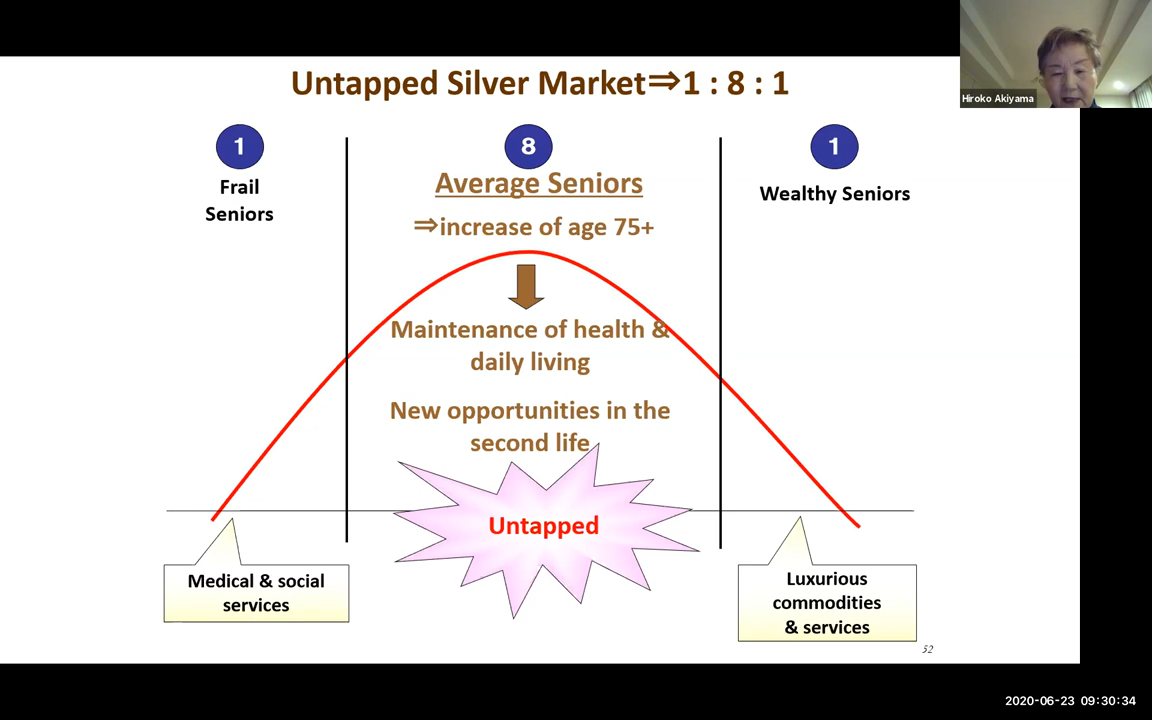 Hiroko Akiyama
Untapped Silver Market⇒1 : 8 : 1
1
Frail
Seniors
8
Average Seniors
⇒increase of age 75+
1
Wealthy Seniors
Maintenance of health &
daily living
New opportunities in the
second life
Untapped
Medical & social
services
Luxurious
commodities
& services
52
2020-06-23 09:30:34